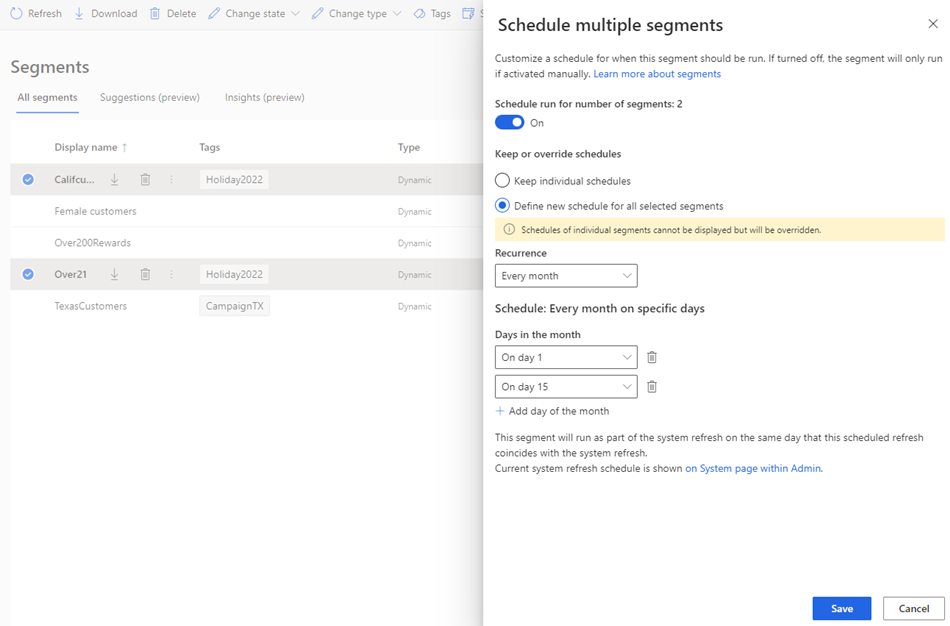 Refresh Download Delete Change state Change type Tags
Segments
All segments Suggestions (preview) Insights (preview)
Display name ↑ Tags Type
Califcu... Holiday2022 Dynamic
Female customers Dynamic
Over200Rewards Dynamic
Over21 Holiday2022 Dynamic
TexasCustomers CampaignTX Dynamic
Schedule multiple segments
Customize a schedule for when this segment should be run. If turned off, the segment will only run
if activated manually. Learn more about segments
Schedule run for number of segments: 2
On
Keep or override schedules
Keep individual schedules
Define new schedule for all selected segments
Schedules of individual segments cannot be displayed but will be overridden.
Recurrence
Every month
Schedule: Every month on specific days
Days in the month
On day 1
On day 15
+ Add day of the month
This segment will run as part of the system refresh on the same day that this scheduled refresh
coincides with the system refresh.
Current system refresh schedule is shown on System page within Admin.
Save Cancel